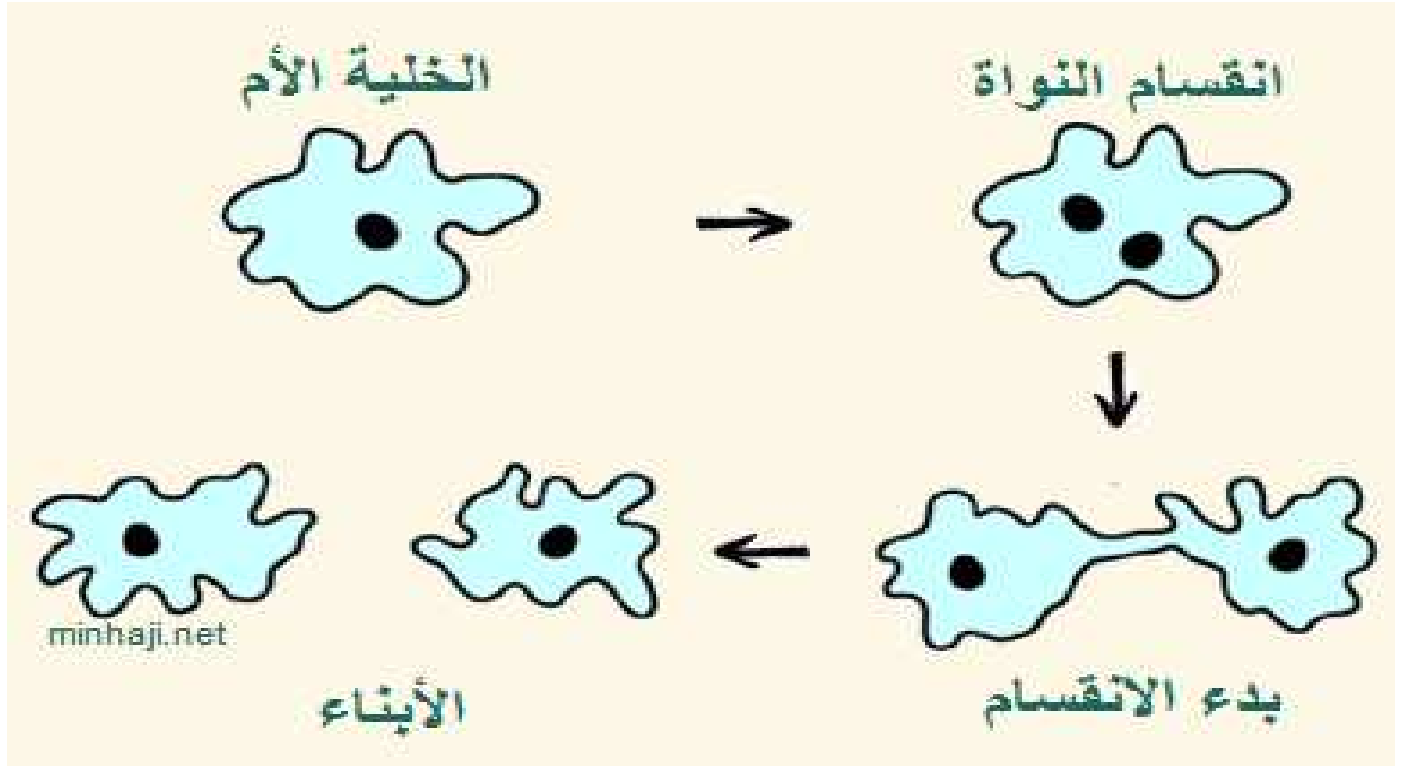 الخلية الأم
انقسام النواة
بدء الانقسام
الأبناء
minhaji.net